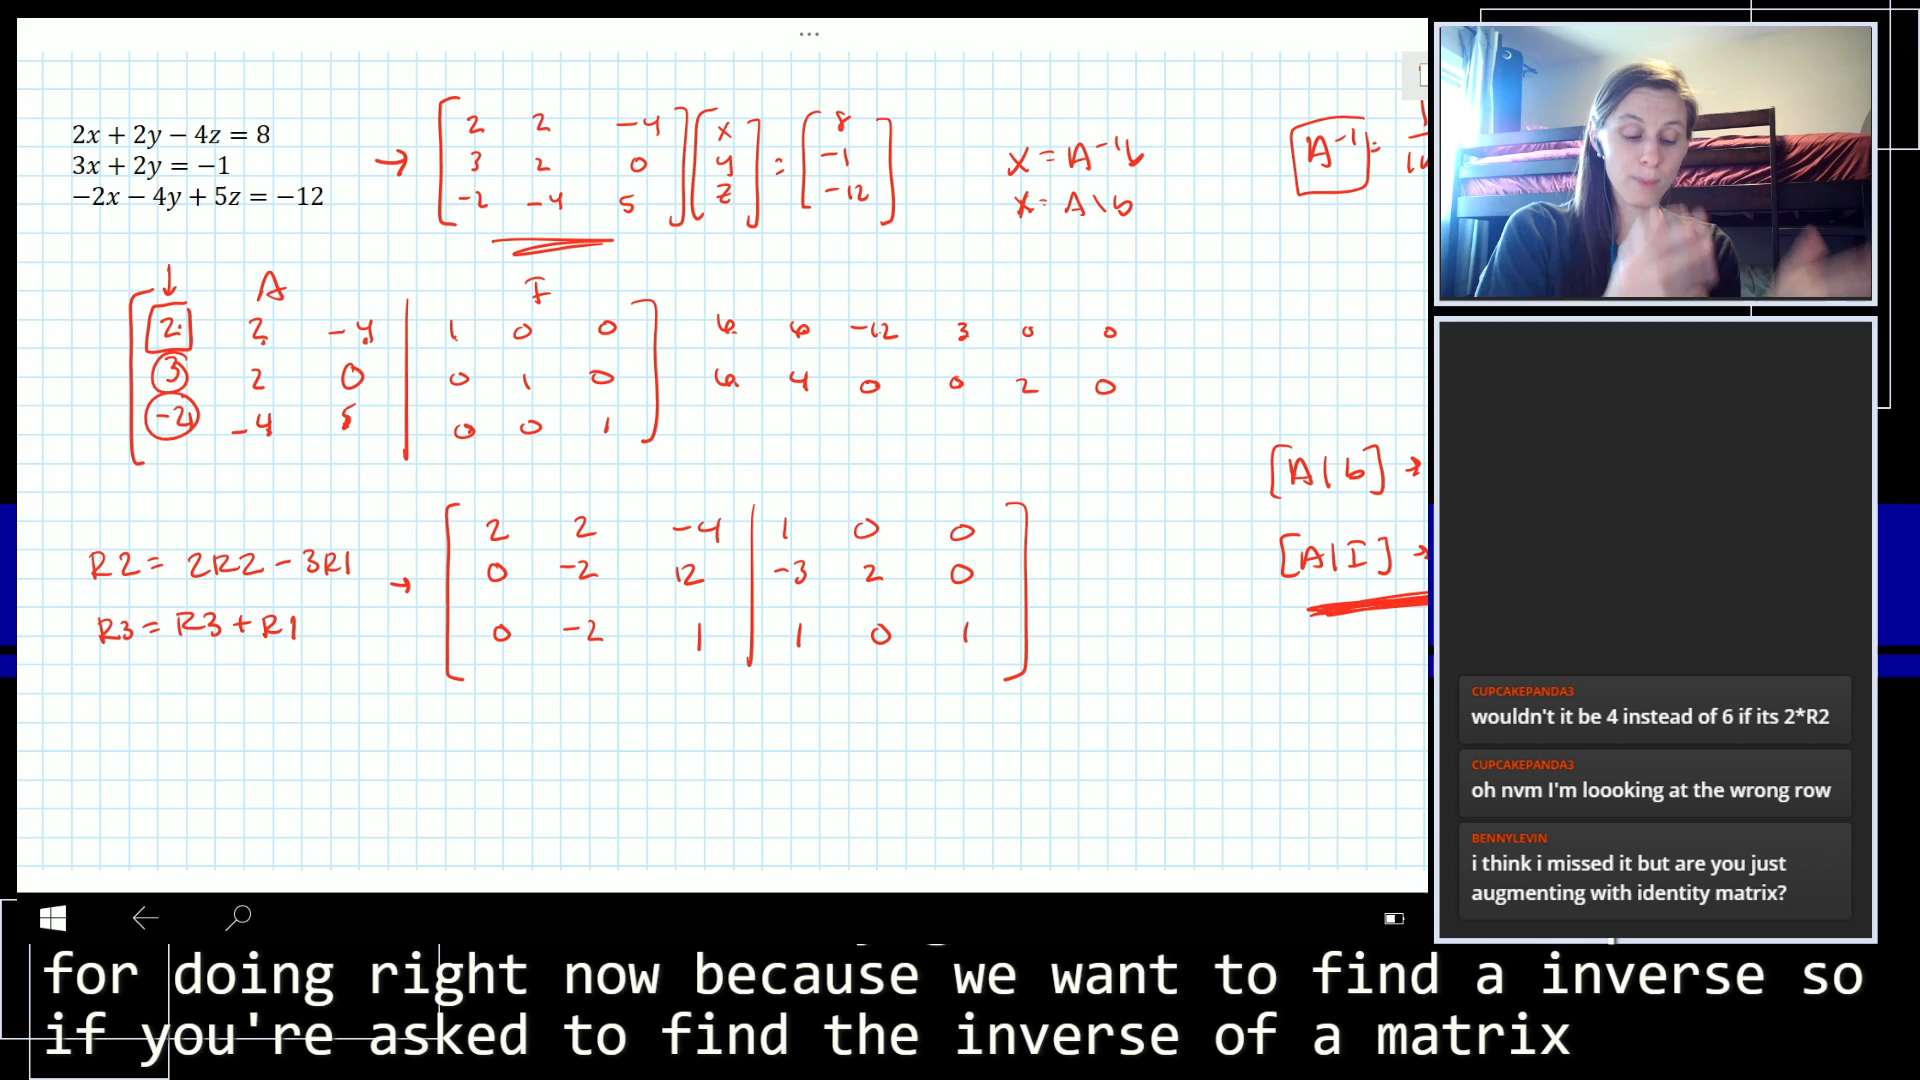 ...
2x + 2y − 4z = 8
3x + 2y = −1
−2x − 4y + 5z = −12
→ [ 2 2 -4 ] [ x ] = [ 8 ]
[ 3 2 0 ] [ y ] [ -1 ]
[ -2 -4 5 ] [ z ] [ -12 ]
x = A⁻¹b
x = A\b
A⁻¹ =
↓ A I
[ 2 2 -4 | 1 0 0 ] 6 6 -12 3 0 0
[ 3 2 0 | 0 1 0 ] 6 4 0 0 2 0
[ -2 -4 5 | 0 0 1 ]
[A|b] →
[A|I] →
R2 = 2R2 - 3R1
R3 = R3 + R1
→ [ 2 2 -4 | 1 0 0 ]
[ 0 -2 12 | -3 2 0 ]
[ 0 -2 1 | 1 0 1 ]
CUPCAKEPANDA3
wouldn't it be 4 instead of 6 if its 2*R2
CUPCAKEPANDA3
oh nvm I'm loooking at the wrong row
BENNYLEVIN
i think i missed it but are you just
augmenting with identity matrix?
for doing right now because we want to find a inverse so
if you're asked to find the inverse of a matrix